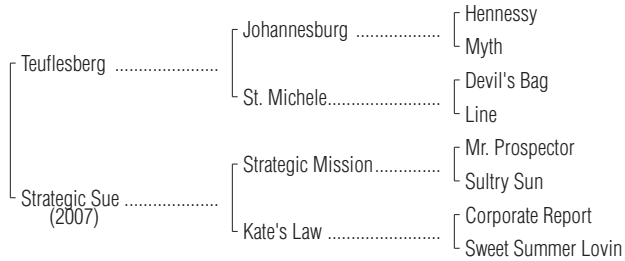 Hennessy
Johannesburg ..................
Myth
Teuflesberg ......................
Devil's Bag
St. Michele........................
Line
Mr. Prospector
Strategic Mission..............
Sultry Sun
Strategic Sue ....................
(2007)
Corporate Report
Kate's Law ........................
Sweet Summer Lovin